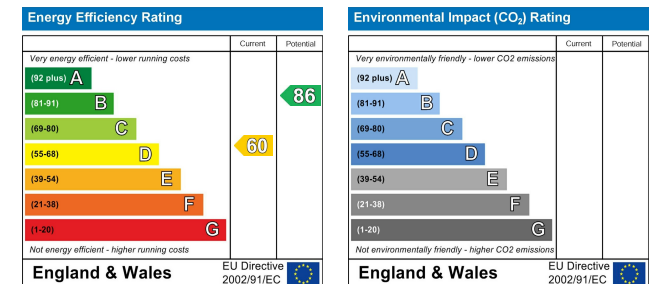 Energy Efficiency Rating
Current Potential
Very energy efficient - lower running costs
(92 plus) A
(81-91) B
86
(69-80) C
(55-68) D
60
(39-54) E
(21-38) F
(1-20) G
Not energy efficient - higher running costs
England & Wales
EU Directive
2002/91/EC
Environmental Impact (CO2) Rating
Current Potential
Very environmentally friendly - lower CO2 emissions
(92 plus) A
(81-91) B
(69-80) C
(55-68) D
(39-54) E
(21-38) F
(1-20) G
Not environmentally friendly - higher CO2 emissions
England & Wales
EU Directive
2002/91/EC